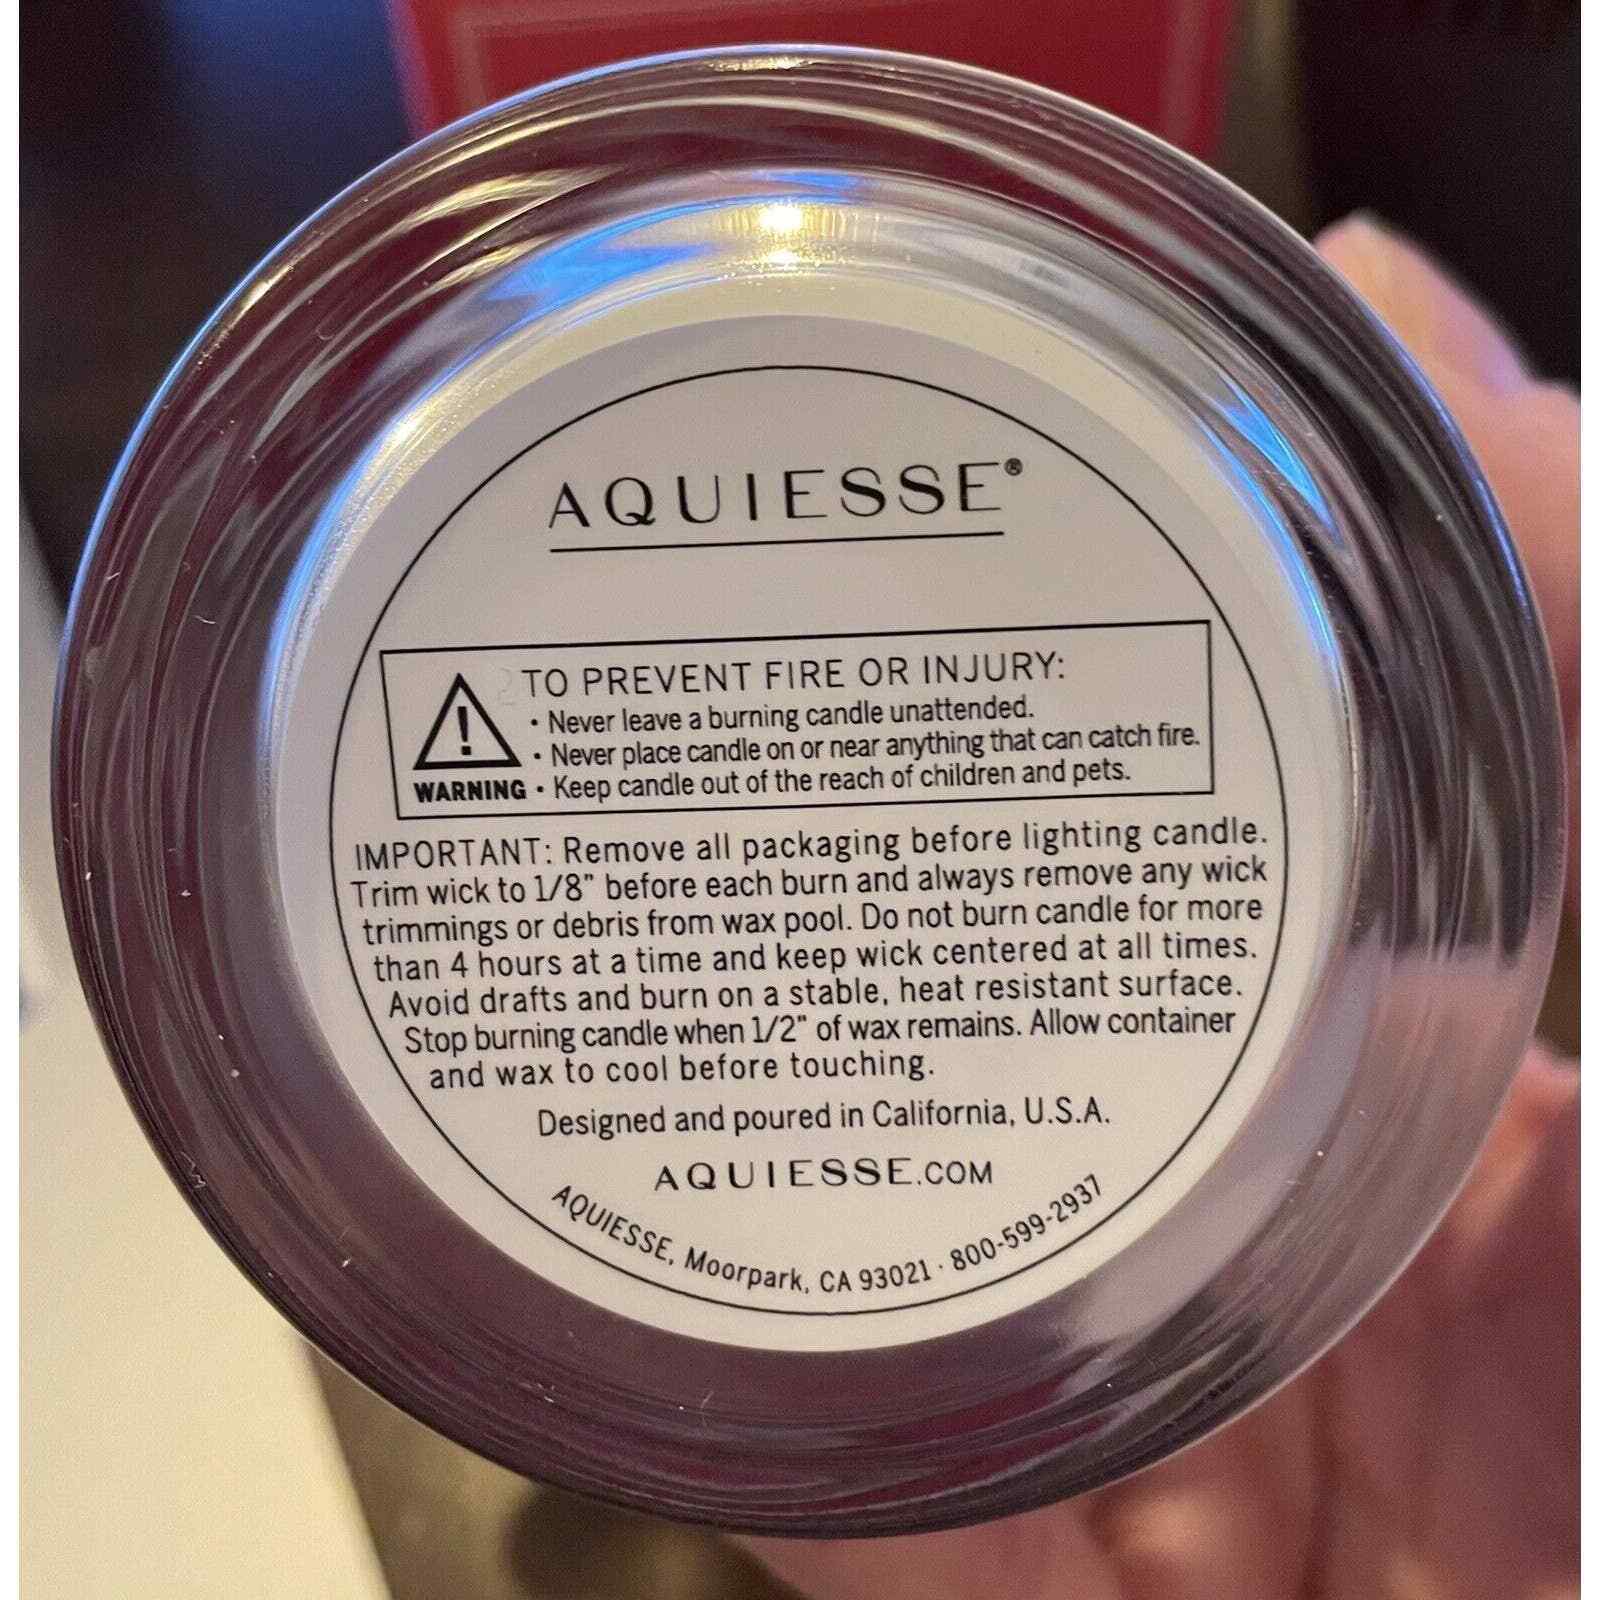 AQUIESSE®
TO PREVENT FIRE OR INJURY:
• Never leave a burning candle unattended.
• Never place candle on or near anything that can catch fire.
WARNING • Keep candle out of the reach of children and pets.
IMPORTANT: Remove all packaging before lighting candle.
Trim wick to 1/8" before each burn and always remove any wick
trimmings or debris from wax pool. Do not burn candle for more
than 4 hours at a time and keep wick centered at all times.
Avoid drafts and burn on a stable, heat resistant surface.
Stop burning candle when 1/2" of wax remains. Allow container
and wax to cool before touching.
Designed and poured in California, U.S.A.
AQUIESSE.COM
AQUIESSE, Moorpark, CA 93021 · 800-599-2937